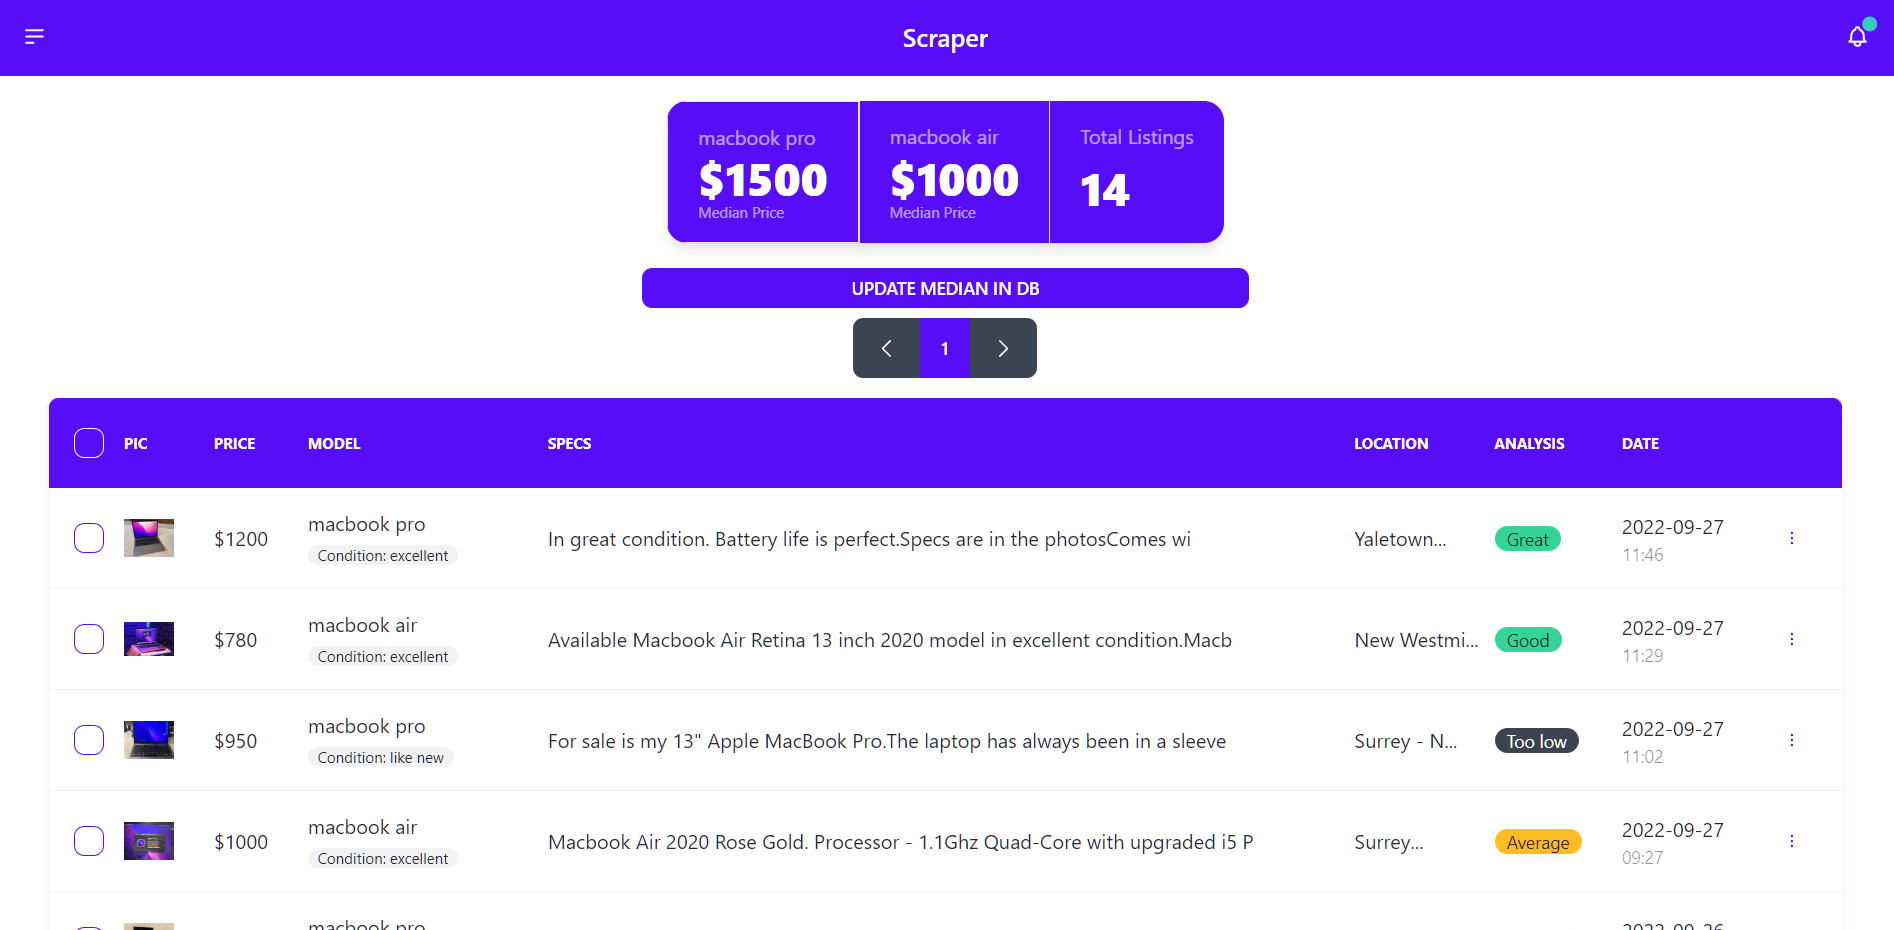 Scraper
macbook pro
$1500
Median Price
macbook air
$1000
Median Price
Total Listings
14
UPDATE MEDIAN IN DB
1
PIC PRICE MODEL SPECS LOCATION ANALYSIS DATE
$1200 macbook pro In great condition. Battery life is perfect.Specs are in the photosComes wi Yaletown... Great 2022-09-27
Condition: excellent 11:46
$780 macbook air Available Macbook Air Retina 13 inch 2020 model in excellent condition.Macb New Westmi... Good 2022-09-27
Condition: excellent 11:29
$950 macbook pro For sale is my 13" Apple MacBook Pro.The laptop has always been in a sleeve Surrey - N... Too low 2022-09-27
Condition: like new 11:02
$1000 macbook air Macbook Air 2020 Rose Gold. Processor - 1.1Ghz Quad-Core with upgraded i5 P Surrey... Average 2022-09-27
Condition: excellent 09:27
macbook pro 2022-09-26